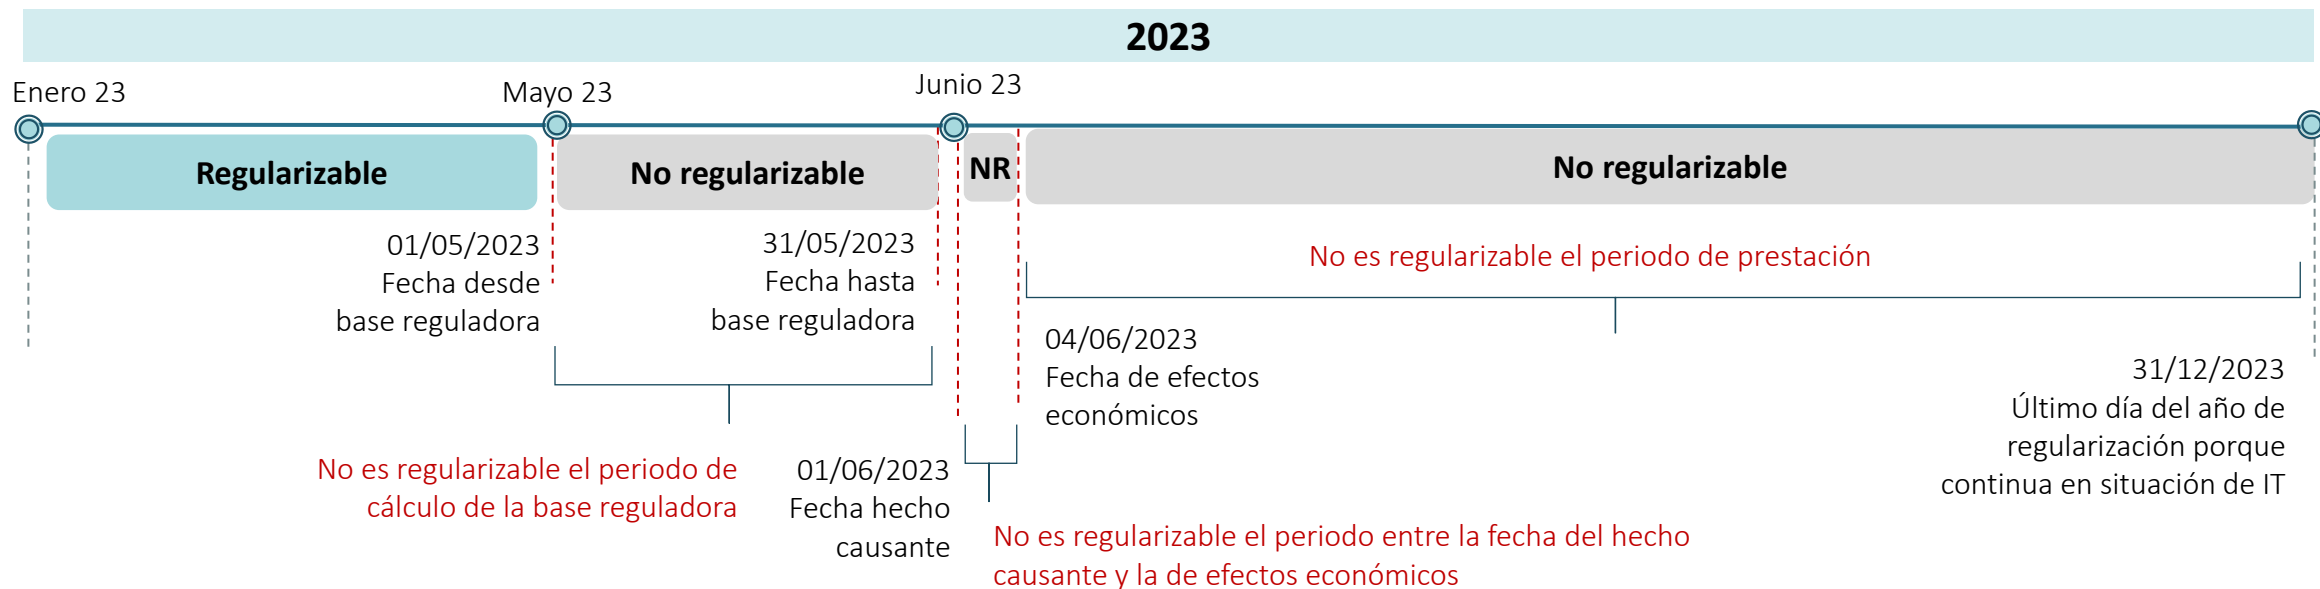 2023
Enero 23
Mayo 23
Junio 23
Regularizable
No regularizable
NR
No regularizable
01/05/2023
Fecha desde
base reguladora
31/05/2023
Fecha hasta
base reguladora
No es regularizable el periodo de prestación
04/06/2023
Fecha de efectos
económicos
31/12/2023
Último día del año de
regularización porque
continua en situación de IT
No es regularizable el periodo de
cálculo de la base reguladora
01/06/2023
Fecha hecho
causante
No es regularizable el periodo entre la fecha del hecho
causante y la de efectos económicos